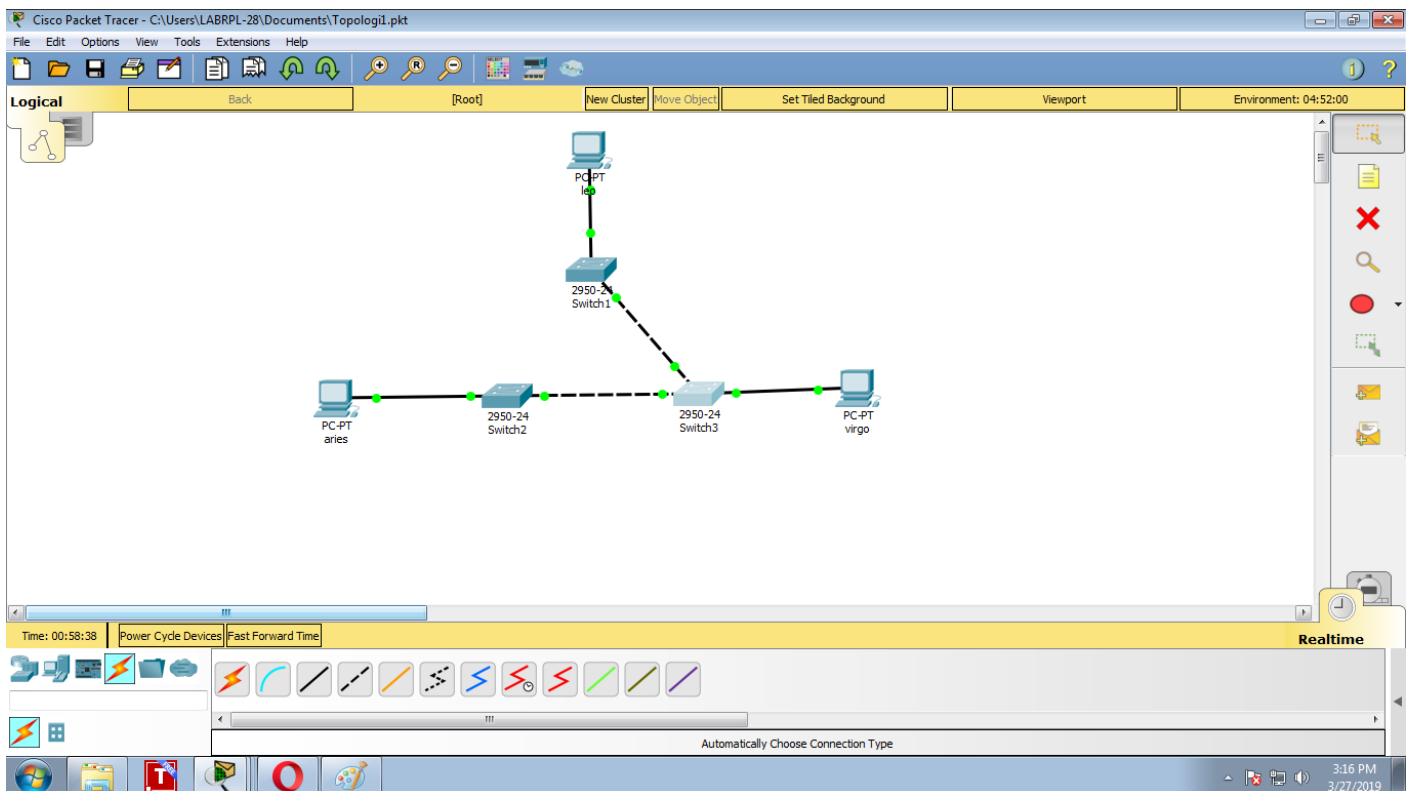 Cisco Packet Tracer - C:\Users\LABRPL-28\Documents\Topologi1.pkt
File Edit Options View Tools Extensions Help
Logical Back [Root] New Cluster Move Object Set Tiled Background Viewport Environment: 04:52:00
PC-PT
leo
2950-24
Switch1
PC-PT
aries
2950-24
Switch2
2950-24
Switch3
PC-PT
virgo
Time: 00:58:38 Power Cycle Devices Fast Forward Time Realtime
Automatically Choose Connection Type
3:16 PM
3/27/2019